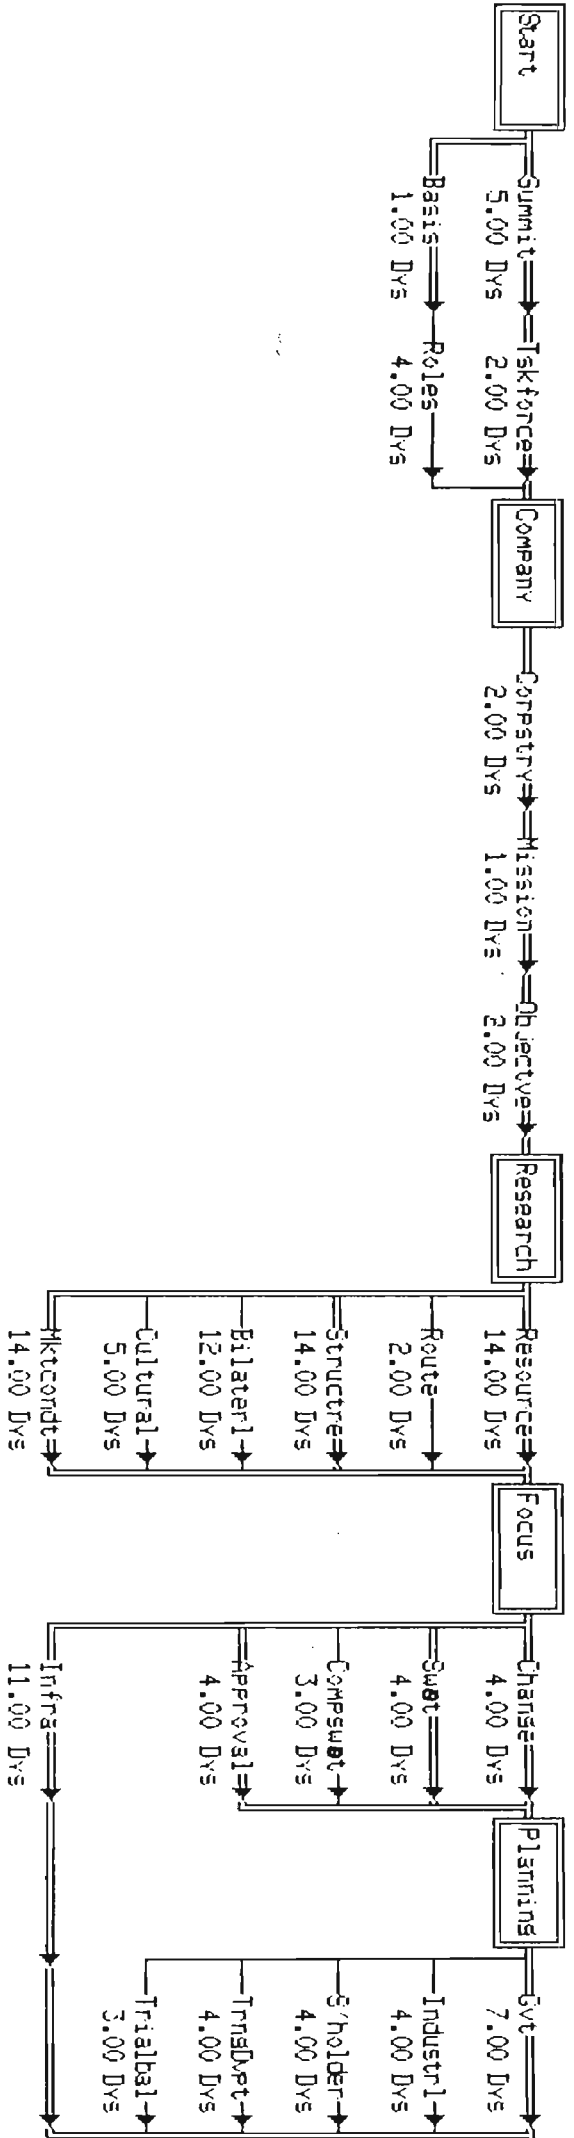 Start
Summit
5.00 Dys
Basis
1.00 Dys
Tskforce
2.00 Dys
Roles
4.00 Dys
Company
Corpstry
2.00 Dys
Mission
1.00 Dys
Objectve
2.00 Dys
Research
Resource
14.00 Dys
Route
2.00 Dys
Structre
14.00 Dys
Bilaterl
12.00 Dys
Cultural
5.00 Dys
Mktcondt
14.00 Dys
Focus
Change
4.00 Dys
Swot
4.00 Dys
Compswot
3.00 Dys
Approval
4.00 Dys
Infra
11.00 Dys
Planning
Gvt
7.00 Dys
Industrl
4.00 Dys
S'holder
4.00 Dys
TrnsDvpt
4.00 Dys
Trialbal
3.00 Dys